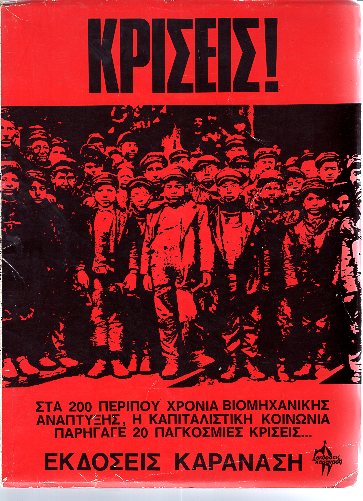 ΚΡΙΣΕΙΣ!
ΣΤΑ 200 ΠΕΡΙΠΟΥ ΧΡΟΝΙΑ ΒΙΟΜΗΧΑΝΙΚΗΣ
ΑΝΑΠΤΥΞΗΣ, Η ΚΑΠΙΤΑΛΙΣΤΙΚΗ ΚΟΙΝΩΝΙΑ
ΠΑΡΗΓΑΓΕ 20 ΠΑΓΚΟΣΜΙΕΣ ΚΡΙΣΕΙΣ...
ΕΚΔΟΣΕΙΣ ΚΑΡΑΝΑΣΗ